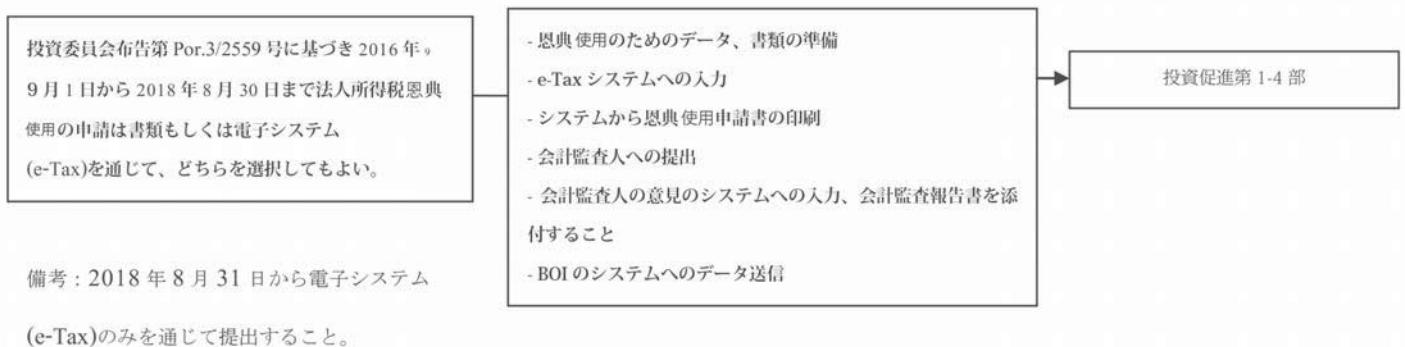 投資委員会布告第 Por.3/2559 号に基づき 2016 年。
9 月 1 日から 2018 年 8 月 30 日まで法人所得税恩典
使用の申請は書類もしくは電子システム
(e-Tax)を通じて、どちらを選択してもよい。
備考：2018 年 8 月 31 日から電子システム
(e-Tax)のみを通じて提出すること。
- 恩典使用のためのデータ、書類の準備
- e-Tax システムへの入力
- システムから恩典使用申請書の印刷
- 会計監査人への提出
- 会計監査人の意見のシステムへの入力、会計監査報告書を添
付すること
- BOI のシステムへのデータ送信
投資促進第 1-4 部